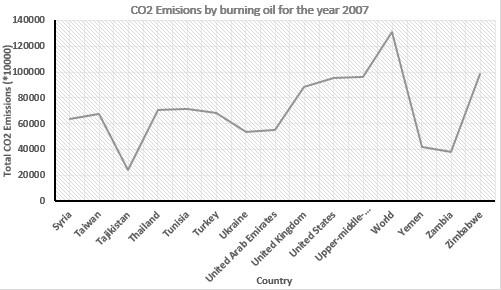 CO2 Emisions by burning oil for the year 2007
Total CO2 Emissions (*10000)
140000
120000
100000
80000
60000
40000
20000
0
Syria
Taiwan
Tajikistan
Thailand
Tunisia
Turkey
Ukraine
United Arab Emirates
United Kingdom
United States
Upper-middle-...
World
Yemen
Zambia
Zimbabwe
Country